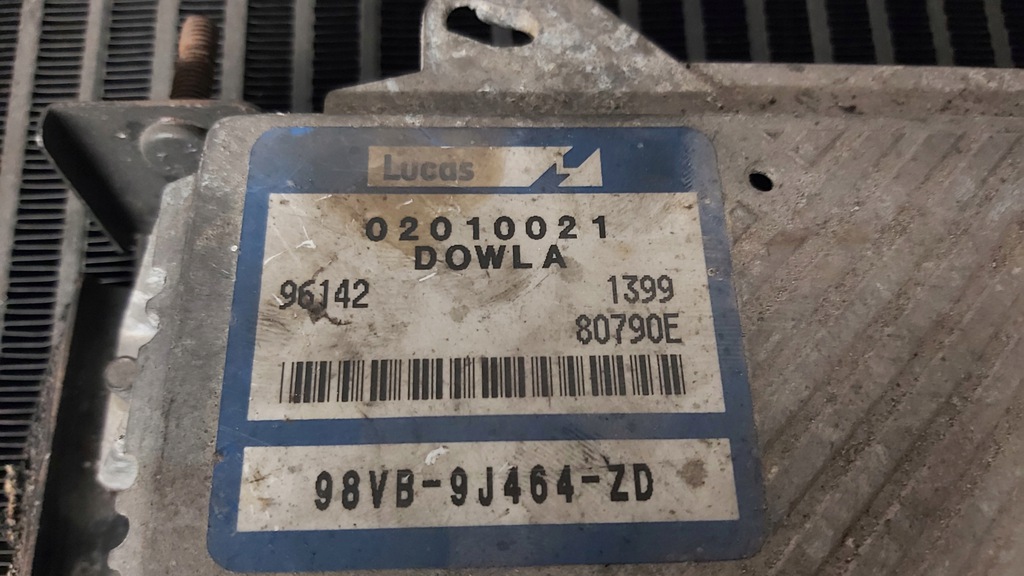 Lucas
02010021
DOWLA
96142 1399
80790E
98VB-9J464-ZD